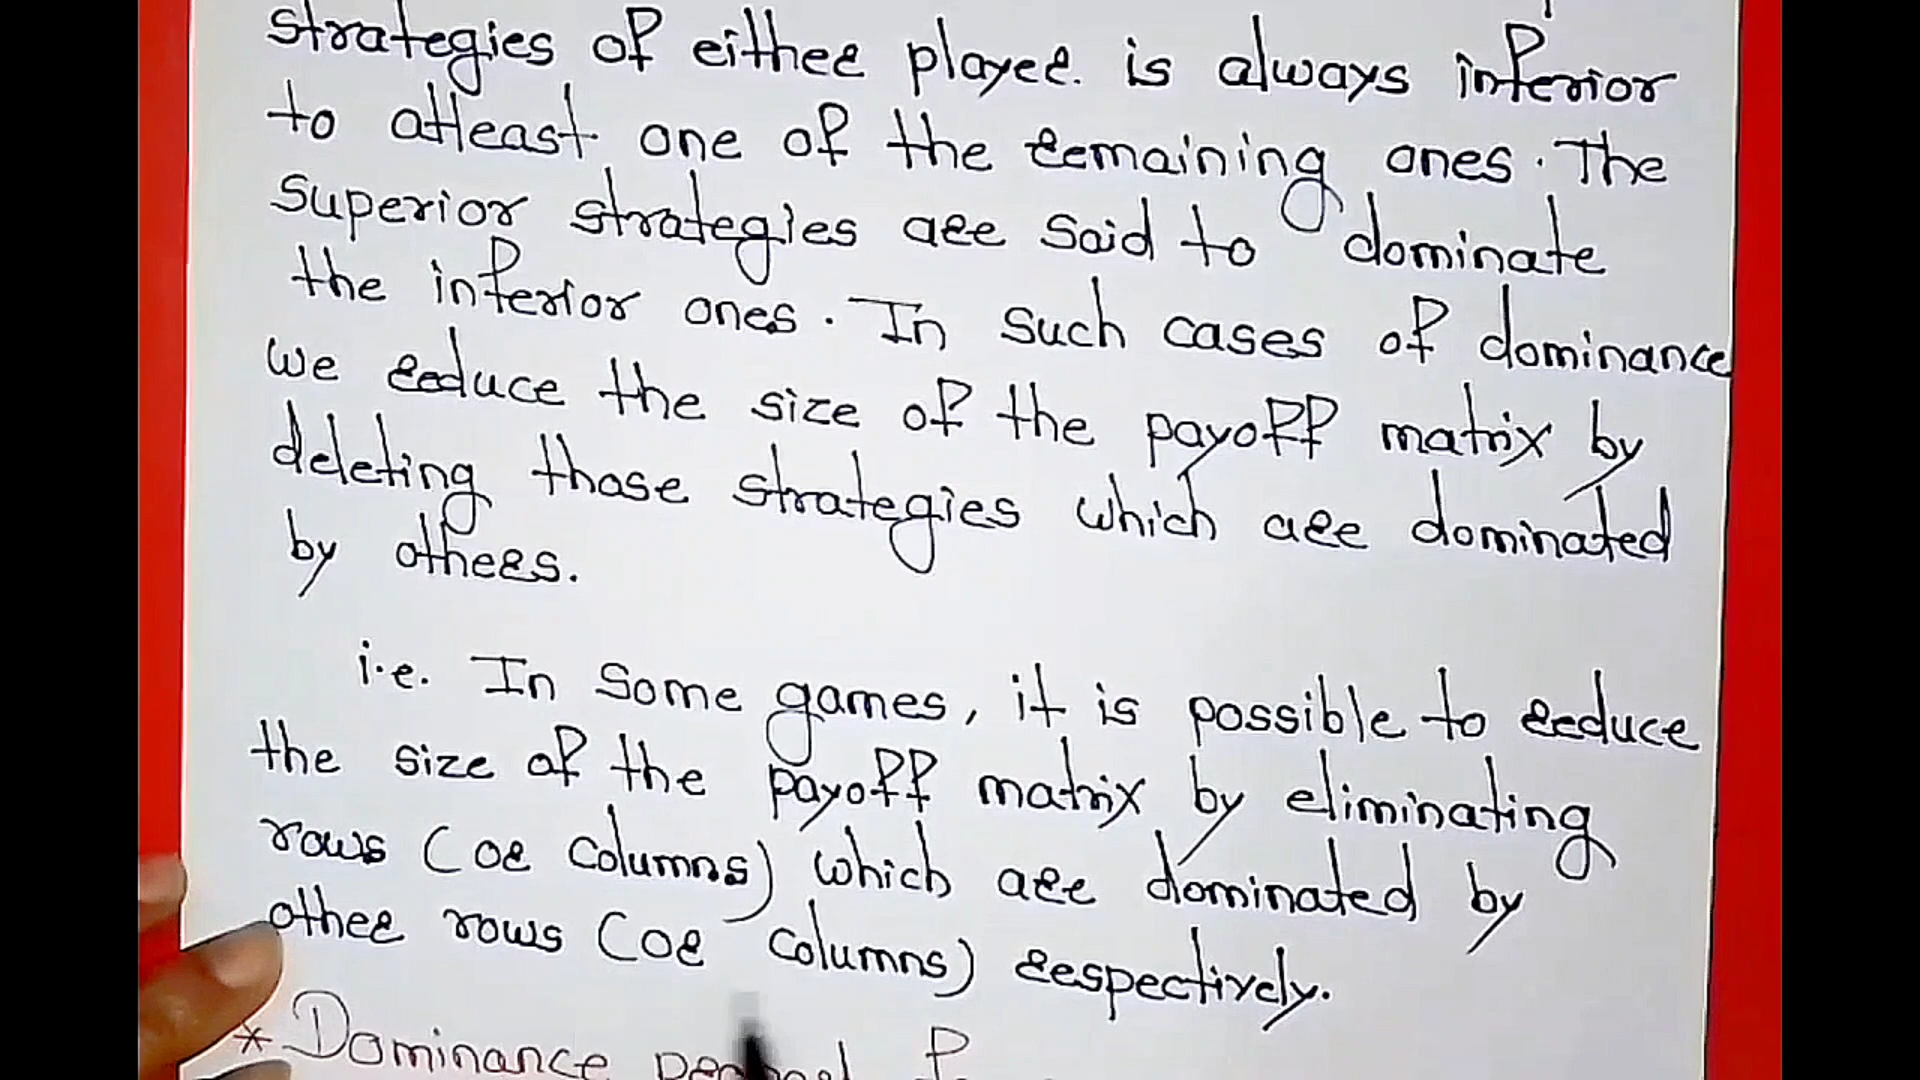 strategies of either player. is always inferior
to atleast one of the remaining ones. The
superior strategies are said to dominate
the inferior ones. In such cases of dominance
we reduce the size of the payoff matrix by
deleting those strategies which are dominated
by others.
i.e. In some games, it is possible to reduce
the size of the payoff matrix by eliminating
rows (or columns) which are dominated by
other rows (or columns) respectively.
* Dominance